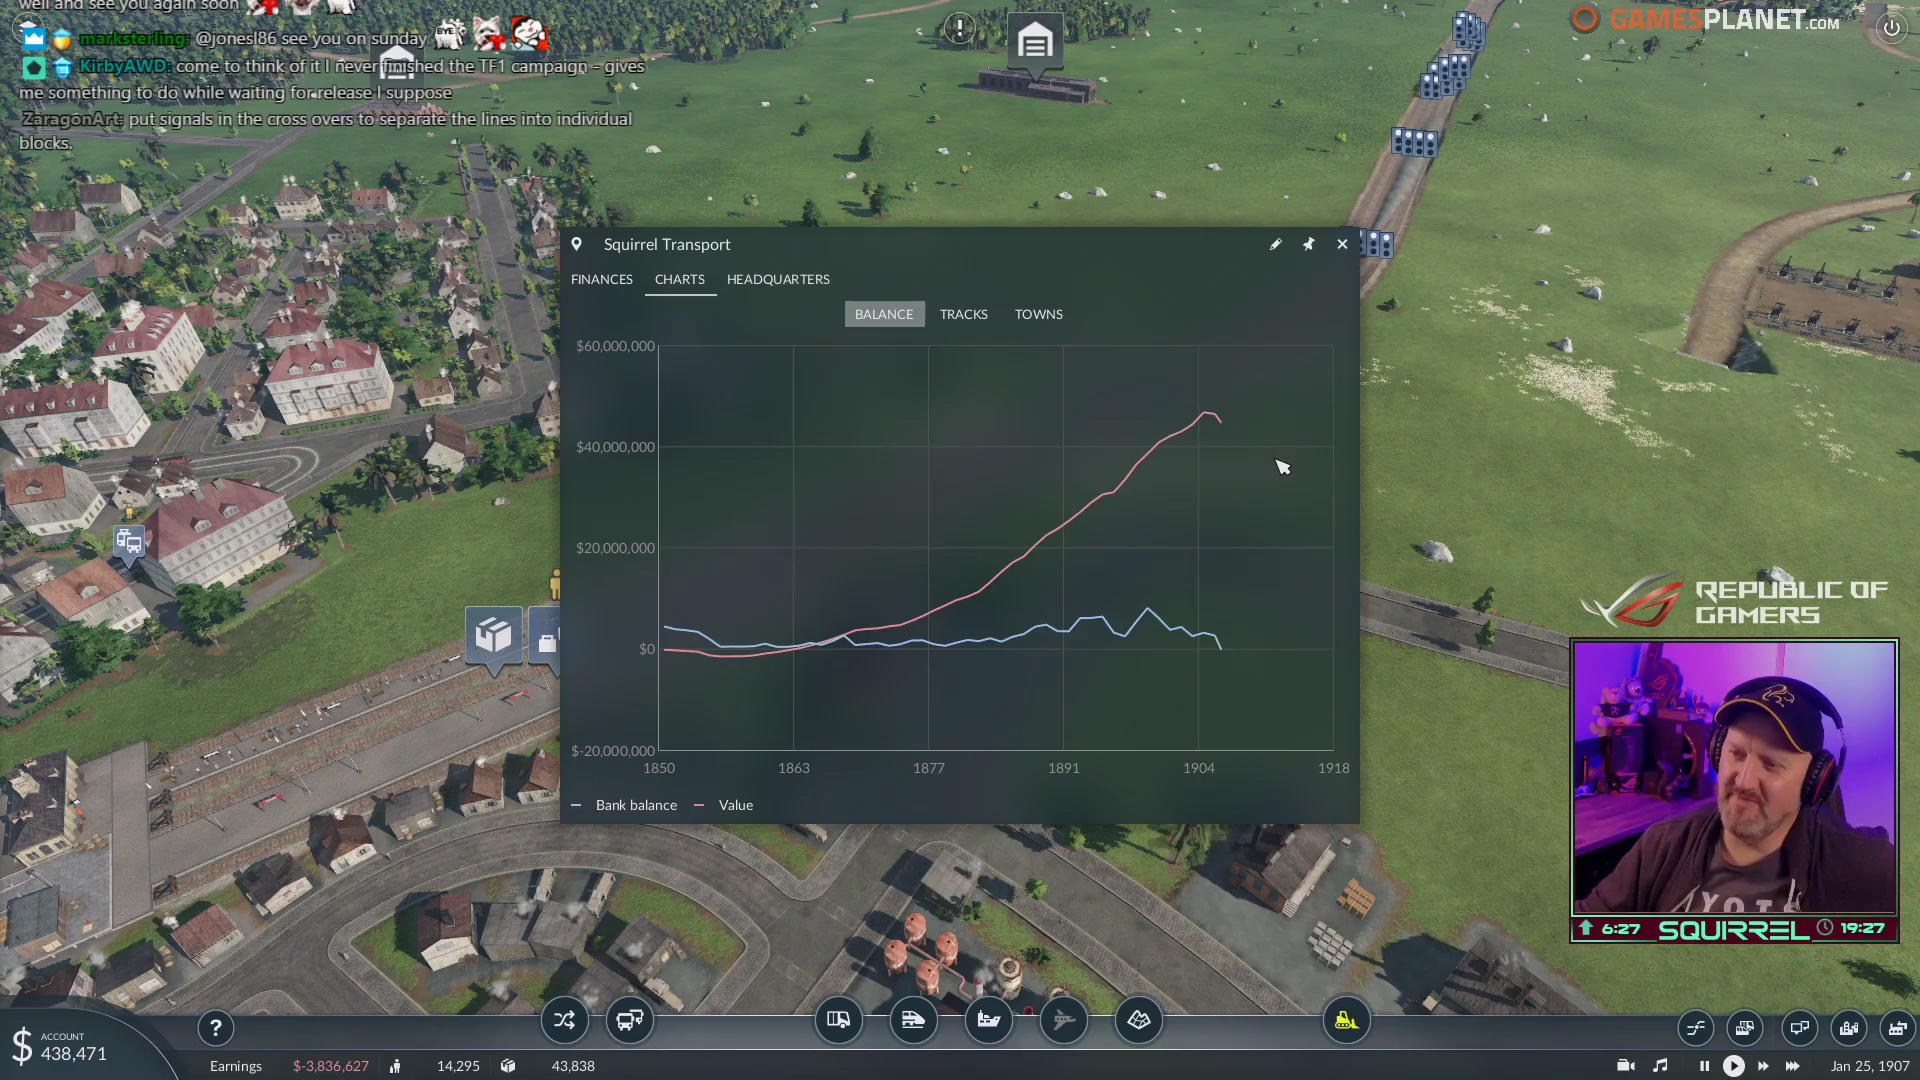 well and see you again soon
marksterling: @jonesl86 see you on sunday
BYE
KirbyAWD: come to think of it I never finished the TF1 campaign - gives
me something to do while waiting for release I suppose
ZaragonArt: put signals in the cross overs to separate the lines into individual
blocks.
GAMESPLANET.COM
Squirrel Transport
FINANCES CHARTS HEADQUARTERS
BALANCE TRACKS TOWNS
$60,000,000
$40,000,000
$20,000,000
$0
$-20,000,000
1850 1863 1877 1891 1904 1918
Bank balance Value
REPUBLIC OF
GAMERS
6:27 SQUIRREL 19:27
?
$ ACCOUNT
438,471
Earnings $-3,836,627 14,295 43,838
Jan 25, 1907